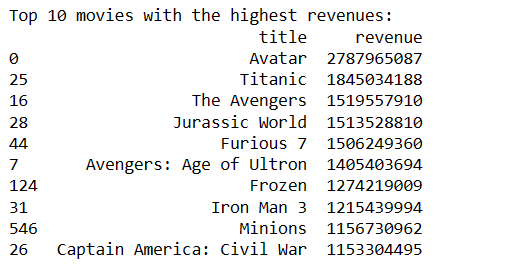 Top 10 movies with the highest revenues:
title revenue
0 Avatar 2787965087
25 Titanic 1845034188
16 The Avengers 1519557910
28 Jurassic World 1513528810
44 Furious 7 1506249360
7 Avengers: Age of Ultron 1405403694
124 Frozen 1274219009
31 Iron Man 3 1215439994
546 Minions 1156730962
26 Captain America: Civil War 1153304495